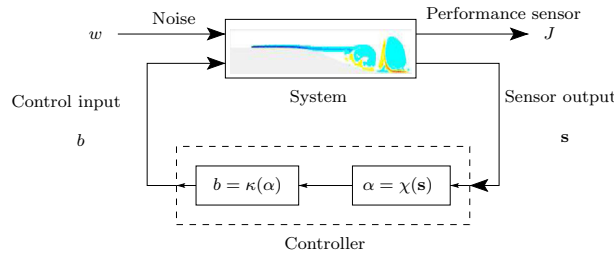 Noise
Performance sensor
w
J
System
Control input
Sensor output
b
s
b = κ(α)
α = χ(s)
Controller